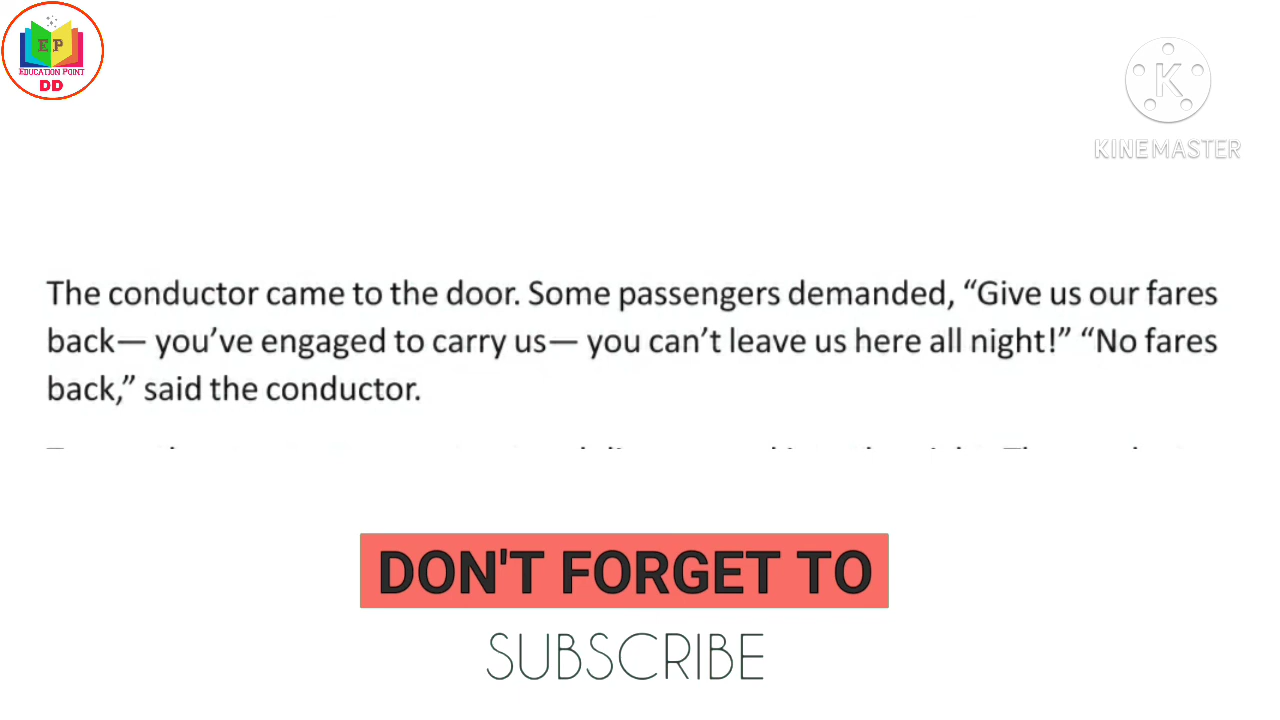 EP
EDUCATION POINT
DD
K
KINEMASTER
The conductor came to the door. Some passengers demanded, “Give us our fares
back— you’ve engaged to carry us— you can’t leave us here all night!” “No fares
back,” said the conductor.
DON'T FORGET TO
SUBSCRIBE